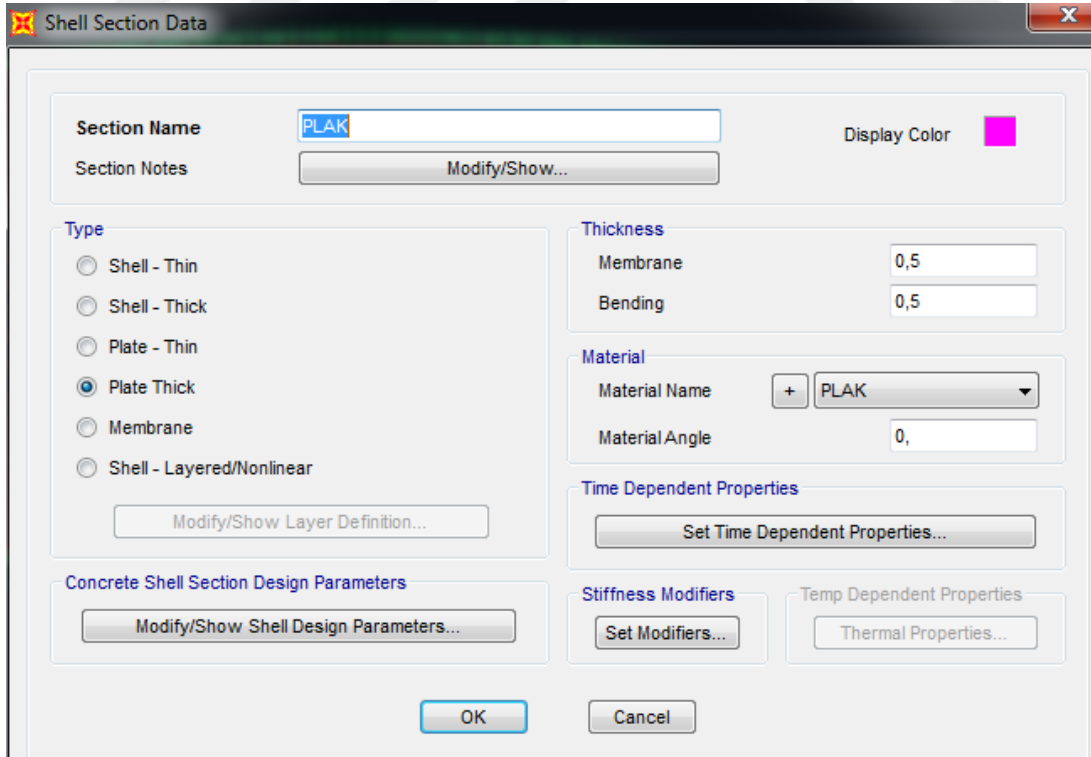 Shell Section Data
Section Name
PLAK
Display Color
Section Notes
Modify/Show...
Type
Shell - Thin
Shell - Thick
Plate - Thin
Plate Thick
Membrane
Shell - Layered/Nonlinear
Modify/Show Layer Definition...
Thickness
Membrane
0,5
Bending
0,5
Material
Material Name
+
PLAK
Material Angle
0,
Time Dependent Properties
Set Time Dependent Properties...
Concrete Shell Section Design Parameters
Modify/Show Shell Design Parameters...
Stiffness Modifiers
Set Modifiers...
Temp Dependent Properties
Thermal Properties...
OK
Cancel